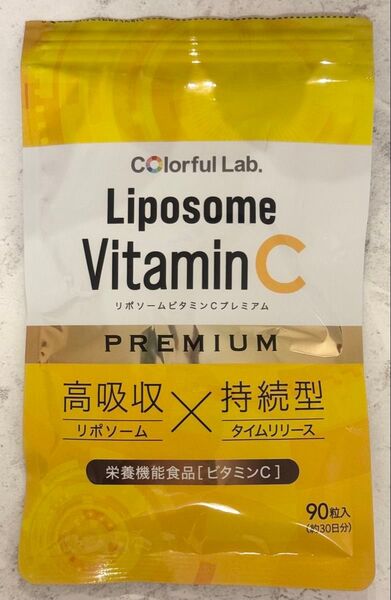 Colorful Lab.
Liposome
Vitamin C
リポソームビタミンCプレミアム
PREMIUM
高吸収×持続型
リポソーム タイムリリース
栄養機能食品[ビタミンC]
90粒入
(約30日分)